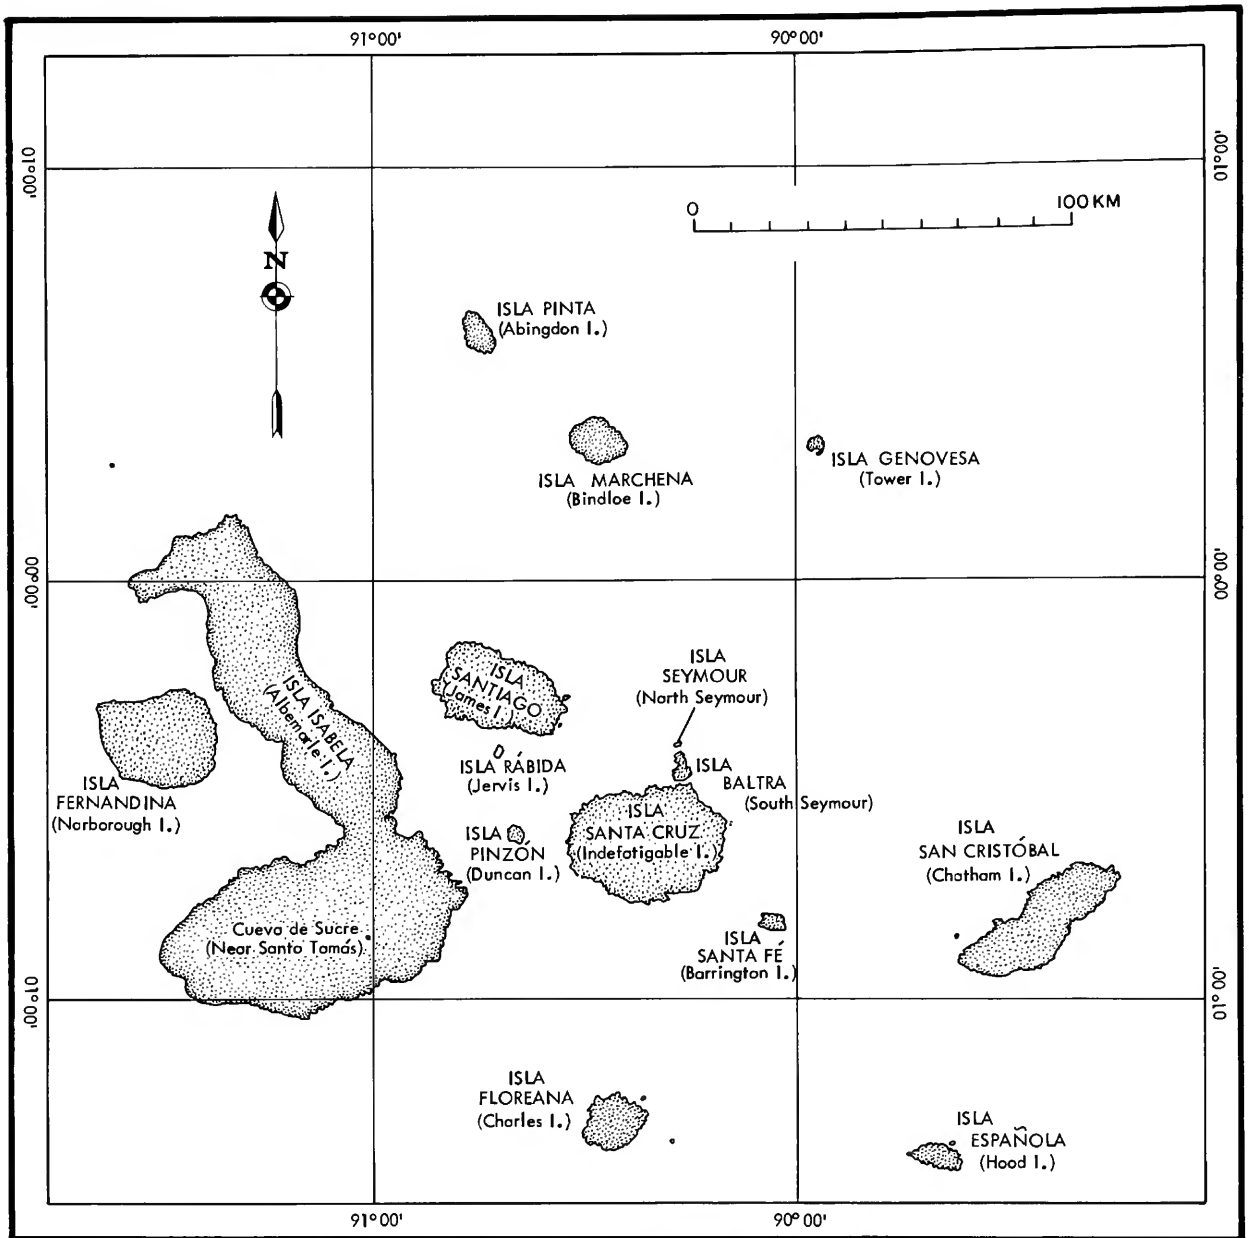 91°00'
90°00'
01°00'
01°00'
0
100 KM
N
ISLA PINTA
(Abingdon I.)
ISLA MARCHENA
(Bindloe I.)
ISLA GENOVESA
(Tower I.)
00°00'
00°00'
ISLA
SANTIAGO
(James I.)
ISLA
SEYMOUR
(North Seymour)
ISLA ISABELA
(Albemarle I.)
ISLA RÁBIDA
(Jervis I.)
ISLA
BALTRA
(South Seymour)
ISLA
FERNANDINA
(Narborough I.)
ISLA
SANTA CRUZ
(Indefatigable I.)
ISLA
PINZÓN
(Duncan I.)
ISLA
SAN CRISTÓBAL
(Chatham I.)
Cueva de Sucre
(Near Santo Tomás)
ISLA
SANTA FÉ
(Barrington I.)
01°00'
01°00'
ISLA
FLOREANA
(Charles I.)
ISLA
ESPAÑOLA
(Hood I.)
91°00'
90°00'